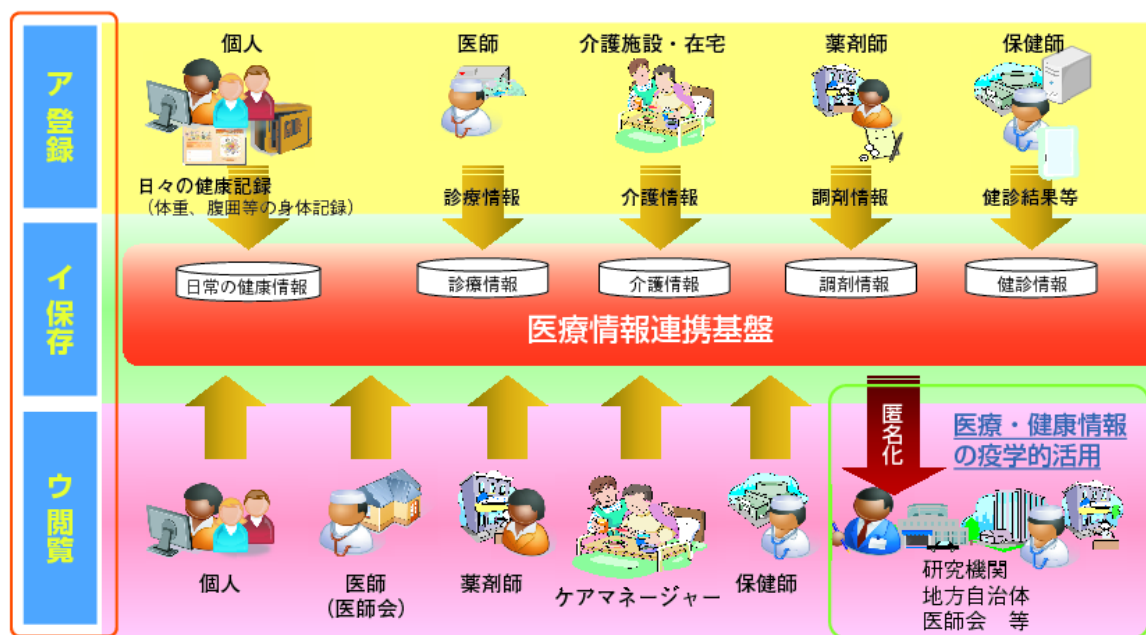 ア 登録
個人
医師
介護施設・在宅
薬剤師
保健師
日々の健康記録
(体重、腹囲等の身体記録)
診療情報
介護情報
調剤情報
健診結果等
イ 保存
日常の健康情報
診療情報
介護情報
調剤情報
健診情報
医療情報連携基盤
ウ 閲覧
個人
医師
(医師会)
薬剤師
ケアマネージャー
保健師
匿名化
医療・健康情報
の疫学的活用
研究機関
地方自治体
医師会 等